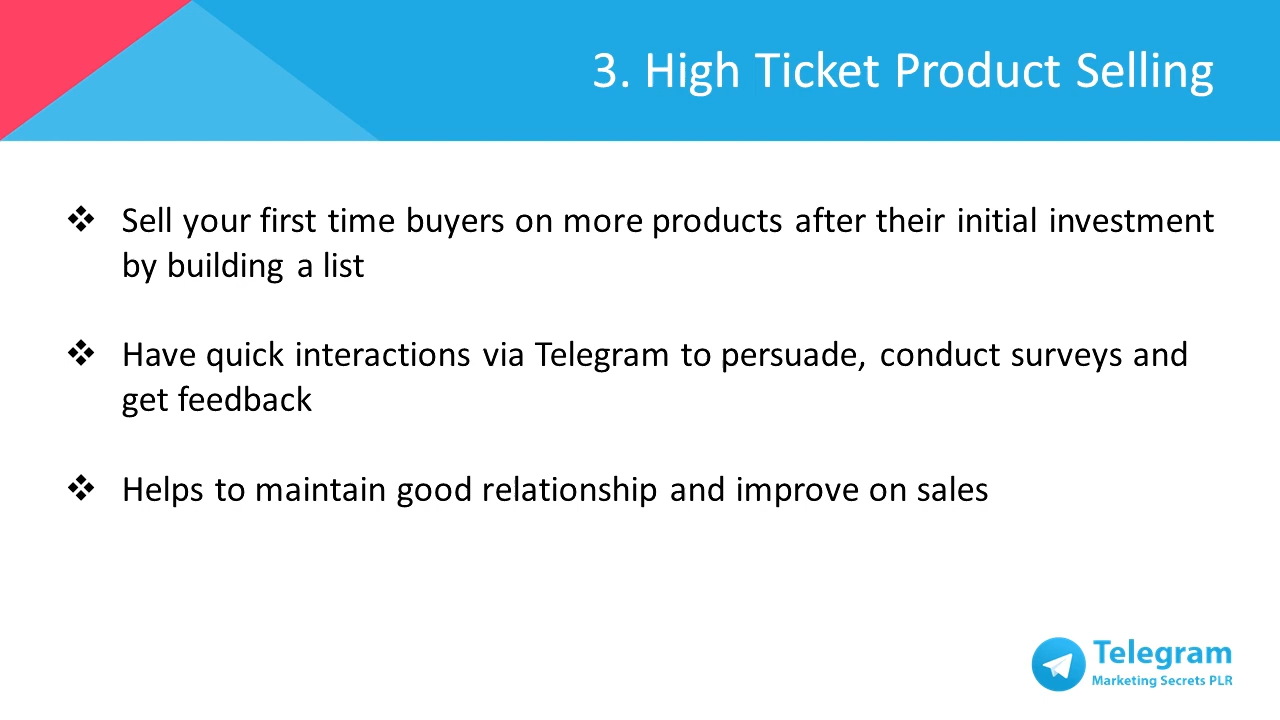 3. High Ticket Product Selling
❖ Sell your first time buyers on more products after their initial investment
by building a list
❖ Have quick interactions via Telegram to persuade, conduct surveys and
get feedback
❖ Helps to maintain good relationship and improve on sales
Telegram
Marketing Secrets PLR